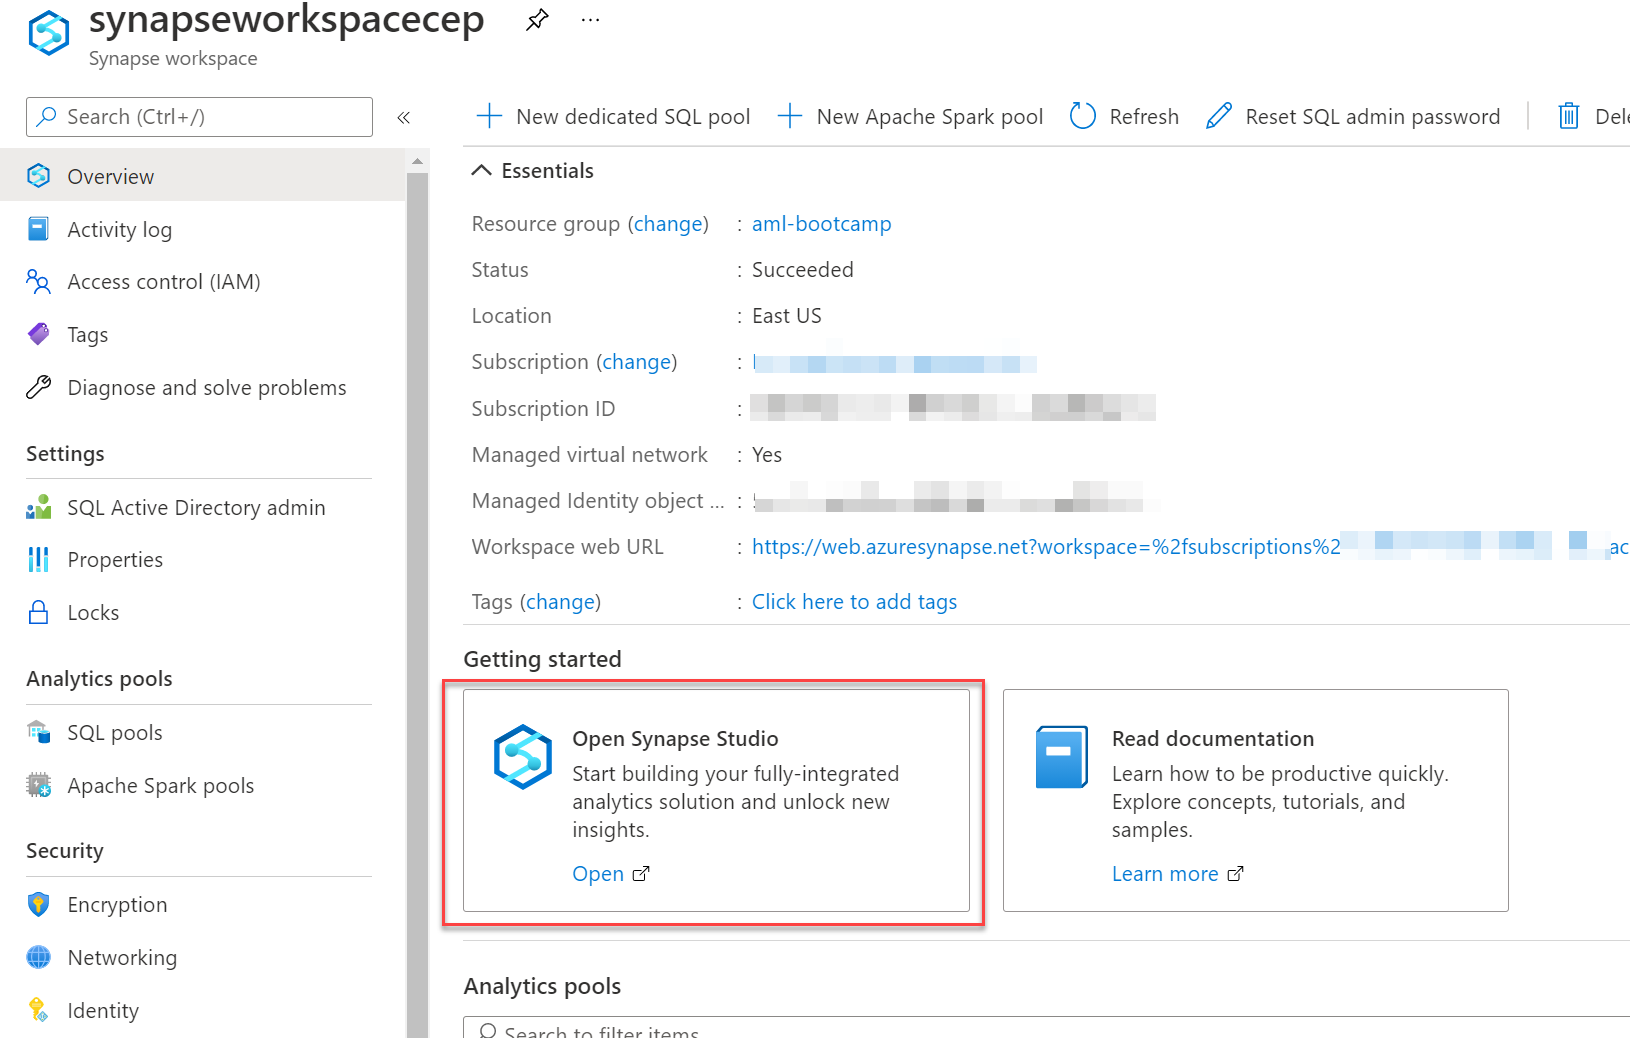 synapseworkspacecep
Synapse workspace
Search (Ctrl+/)
«
New dedicated SQL pool
New Apache Spark pool
Refresh
Reset SQL admin password
Overview
Activity log
Access control (IAM)
Tags
Diagnose and solve problems
Settings
SQL Active Directory admin
Properties
Locks
Analytics pools
SQL pools
Apache Spark pools
Security
Encryption
Networking
Identity
Essentials
Resource group (change) : aml-bootcamp
Status : Succeeded
Location : East US
Subscription (change) :
Subscription ID :
Managed virtual network : Yes
Managed Identity object ... :
Workspace web URL : https://web.azuresynapse.net?workspace=%2fsubscriptions%2
Tags (change) : Click here to add tags
Getting started
Open Synapse Studio
Start building your fully-integrated
analytics solution and unlock new
insights.
Open
Read documentation
Learn how to be productive quickly.
Explore concepts, tutorials, and
samples.
Learn more
Analytics pools
Search to filter items